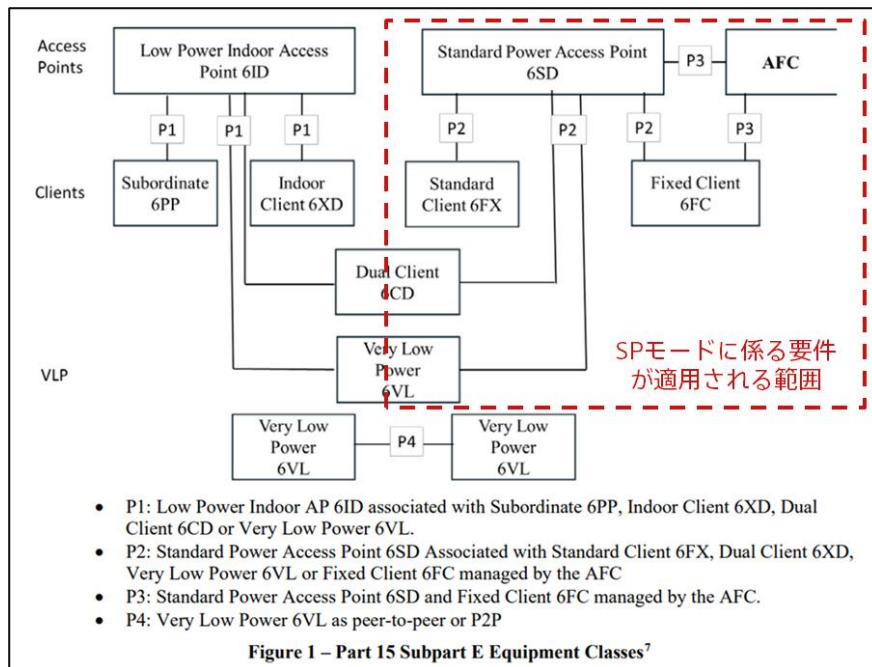 Access
Points
Low Power Indoor Access
Point 6ID
Standard Power Access Point
6SD
P3
AFC
P1
P1
P1
P2
P2
P2
P3
Clients
Subordinate
6PP
Indoor
Client 6XD
Standard
Client 6FX
Fixed Client
6FC
Dual Client
6CD
SPモードに係る要件
が適用される範囲
VLP
Very Low
Power
6VL
Very Low
Power
6VL
P4
Very Low
Power
6VL
• P1: Low Power Indoor AP 6ID associated with Subordinate 6PP, Indoor Client 6XD, Dual
Client 6CD or Very Low Power 6VL.
• P2: Standard Power Access Point 6SD Associated with Standard Client 6FX, Dual Client 6XD,
Very Low Power 6VL or Fixed Client 6FC managed by the AFC
• P3: Standard Power Access Point 6SD and Fixed Client 6FC managed by the AFC.
• P4: Very Low Power 6VL as peer-to-peer or P2P
Figure 1 – Part 15 Subpart E Equipment Classes⁷